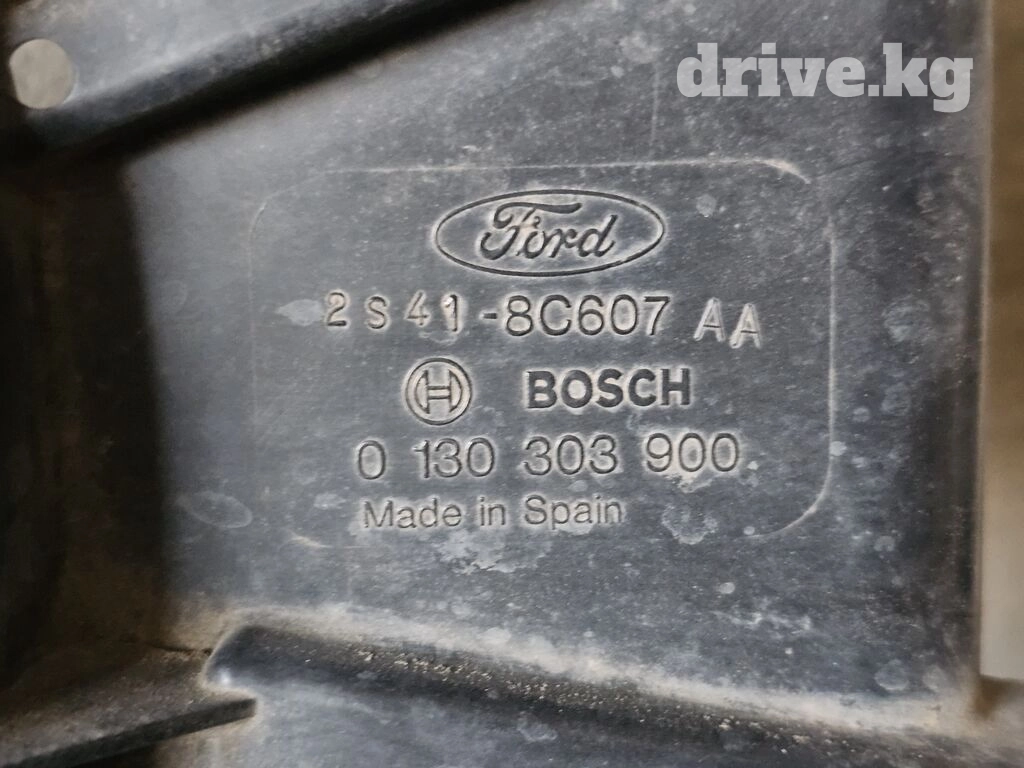 drive.kg
Ford
2S41-8C607 AA
BOSCH
0 130 303 900
Made in Spain